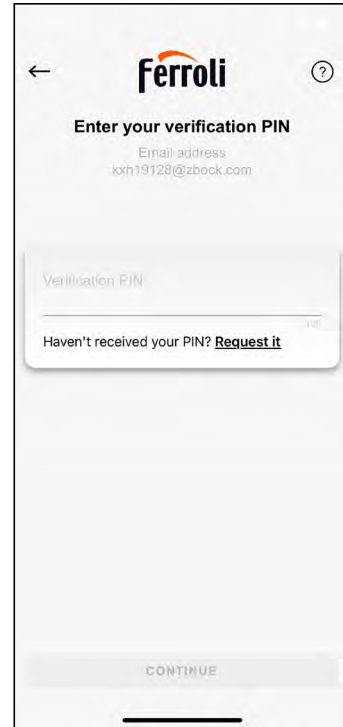 Ferroli
?
Enter your verification PIN
Email address
kxn19128@zbock.com
Verification PIN
Haven't received your PIN? Request it
CONTINUE